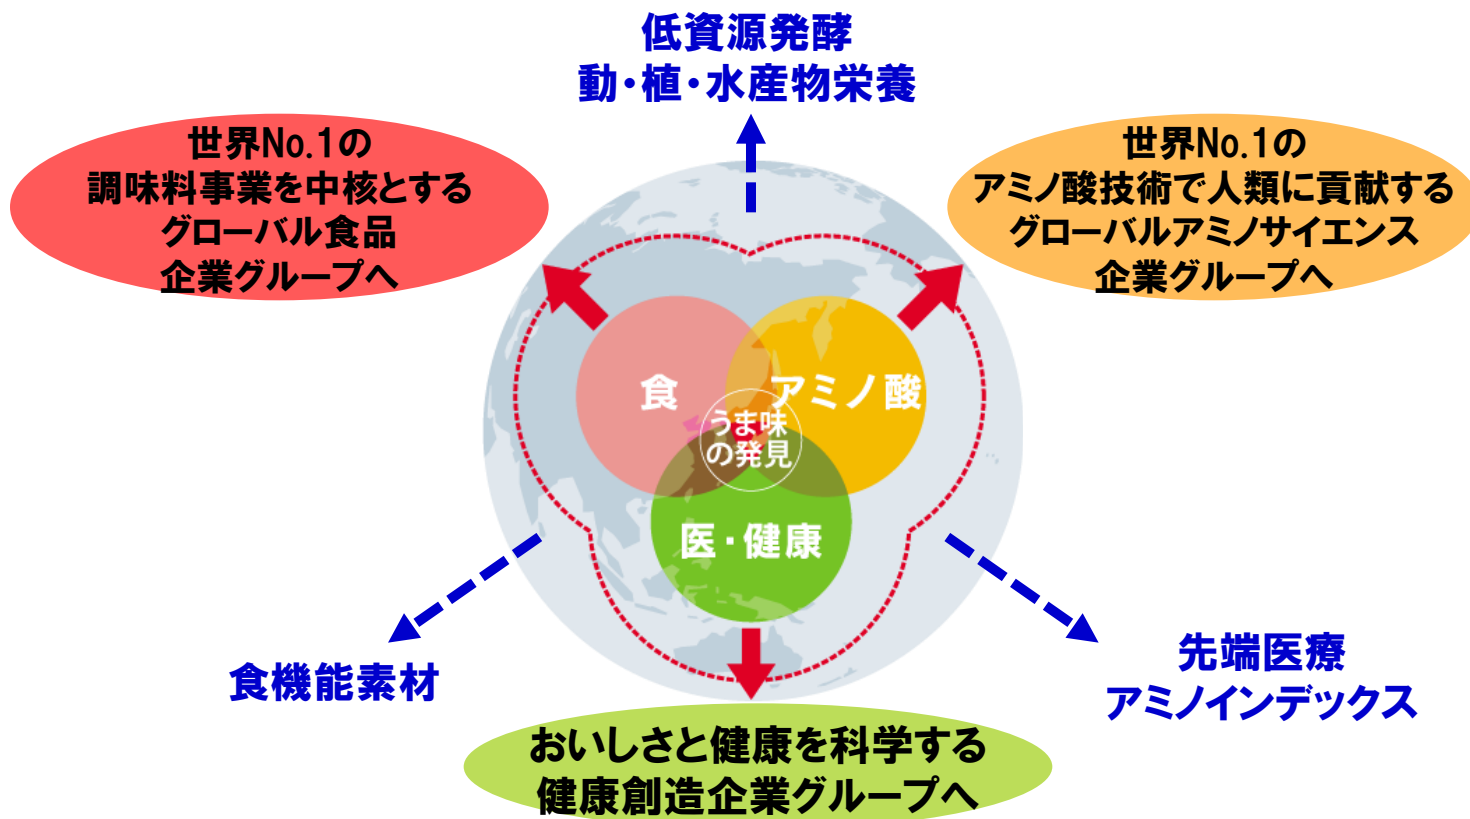 低資源発酵
動・植・水産物栄養
世界No.1の
調味料事業を中核とする
グローバル食品
企業グループへ
世界No.1の
アミノ酸技術で人類に貢献する
グローバルアミノサイエンス
企業グループへ
食
アミノ酸
うま味
の発見
医・健康
食機能素材
先端医療
アミノインデックス
おいしさと健康を科学する
健康創造企業グループへ